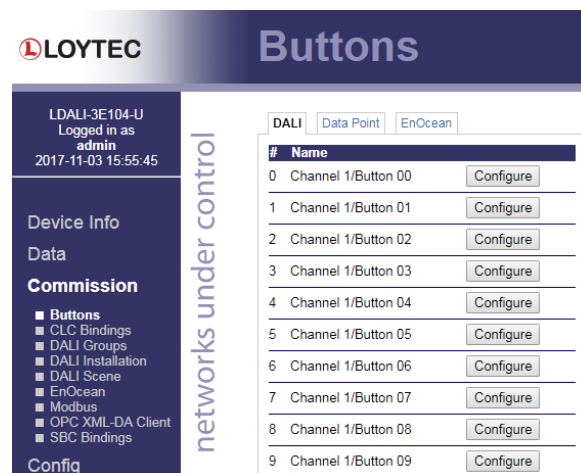 LOYTEC
Buttons
LDALI-3E104-U
Logged in as
admin
2017-11-03 15:55:45
Device Info
Data
Commission
Buttons
CLC Bindings
DALI Groups
DALI Installation
DALI Scene
EnOcean
Modbus
OPC XML-DA Client
SBC Bindings
Config
networks under control
DALI Data Point EnOcean
# Name
0 Channel 1/Button 00 Configure
1 Channel 1/Button 01 Configure
2 Channel 1/Button 02 Configure
3 Channel 1/Button 03 Configure
4 Channel 1/Button 04 Configure
5 Channel 1/Button 05 Configure
6 Channel 1/Button 06 Configure
7 Channel 1/Button 07 Configure
8 Channel 1/Button 08 Configure
9 Channel 1/Button 09 Configure